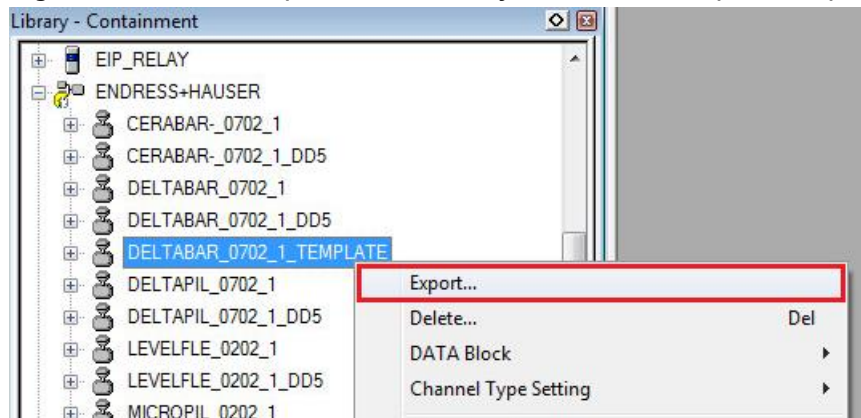 Library - Containment
EIP_RELAY
ENDRESS+HAUSER
CERABAR-_0702_1
CERABAR-_0702_1_DD5
DELTABAR_0702_1
DELTABAR_0702_1_DD5
DELTABAR_0702_1_TEMPLATE
DELTAPIL_0702_1
DELTAPIL_0702_1_DD5
LEVELFLE_0202_1
LEVELFLE_0202_1_DD5
MICROPIL_0202_1
Export...
Delete... Del
DATA Block
Channel Type Setting